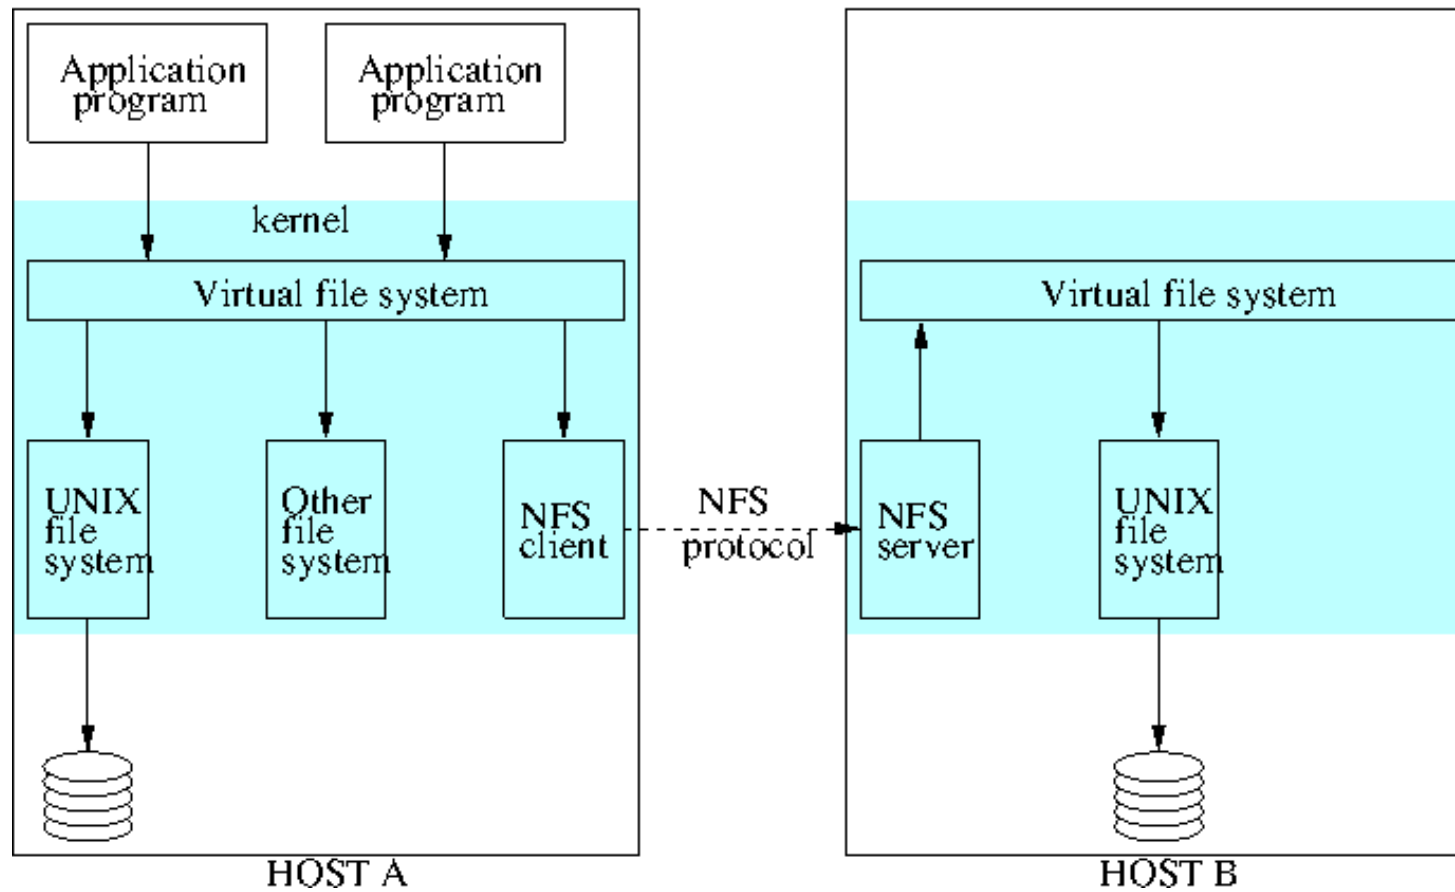 Application
program
Application
program
kernel
Virtual file system
Virtual file system
UNIX
file
system
Other
file
system
NFS
client
NFS
protocol
NFS
server
UNIX
file
system
HOST A
HOST B